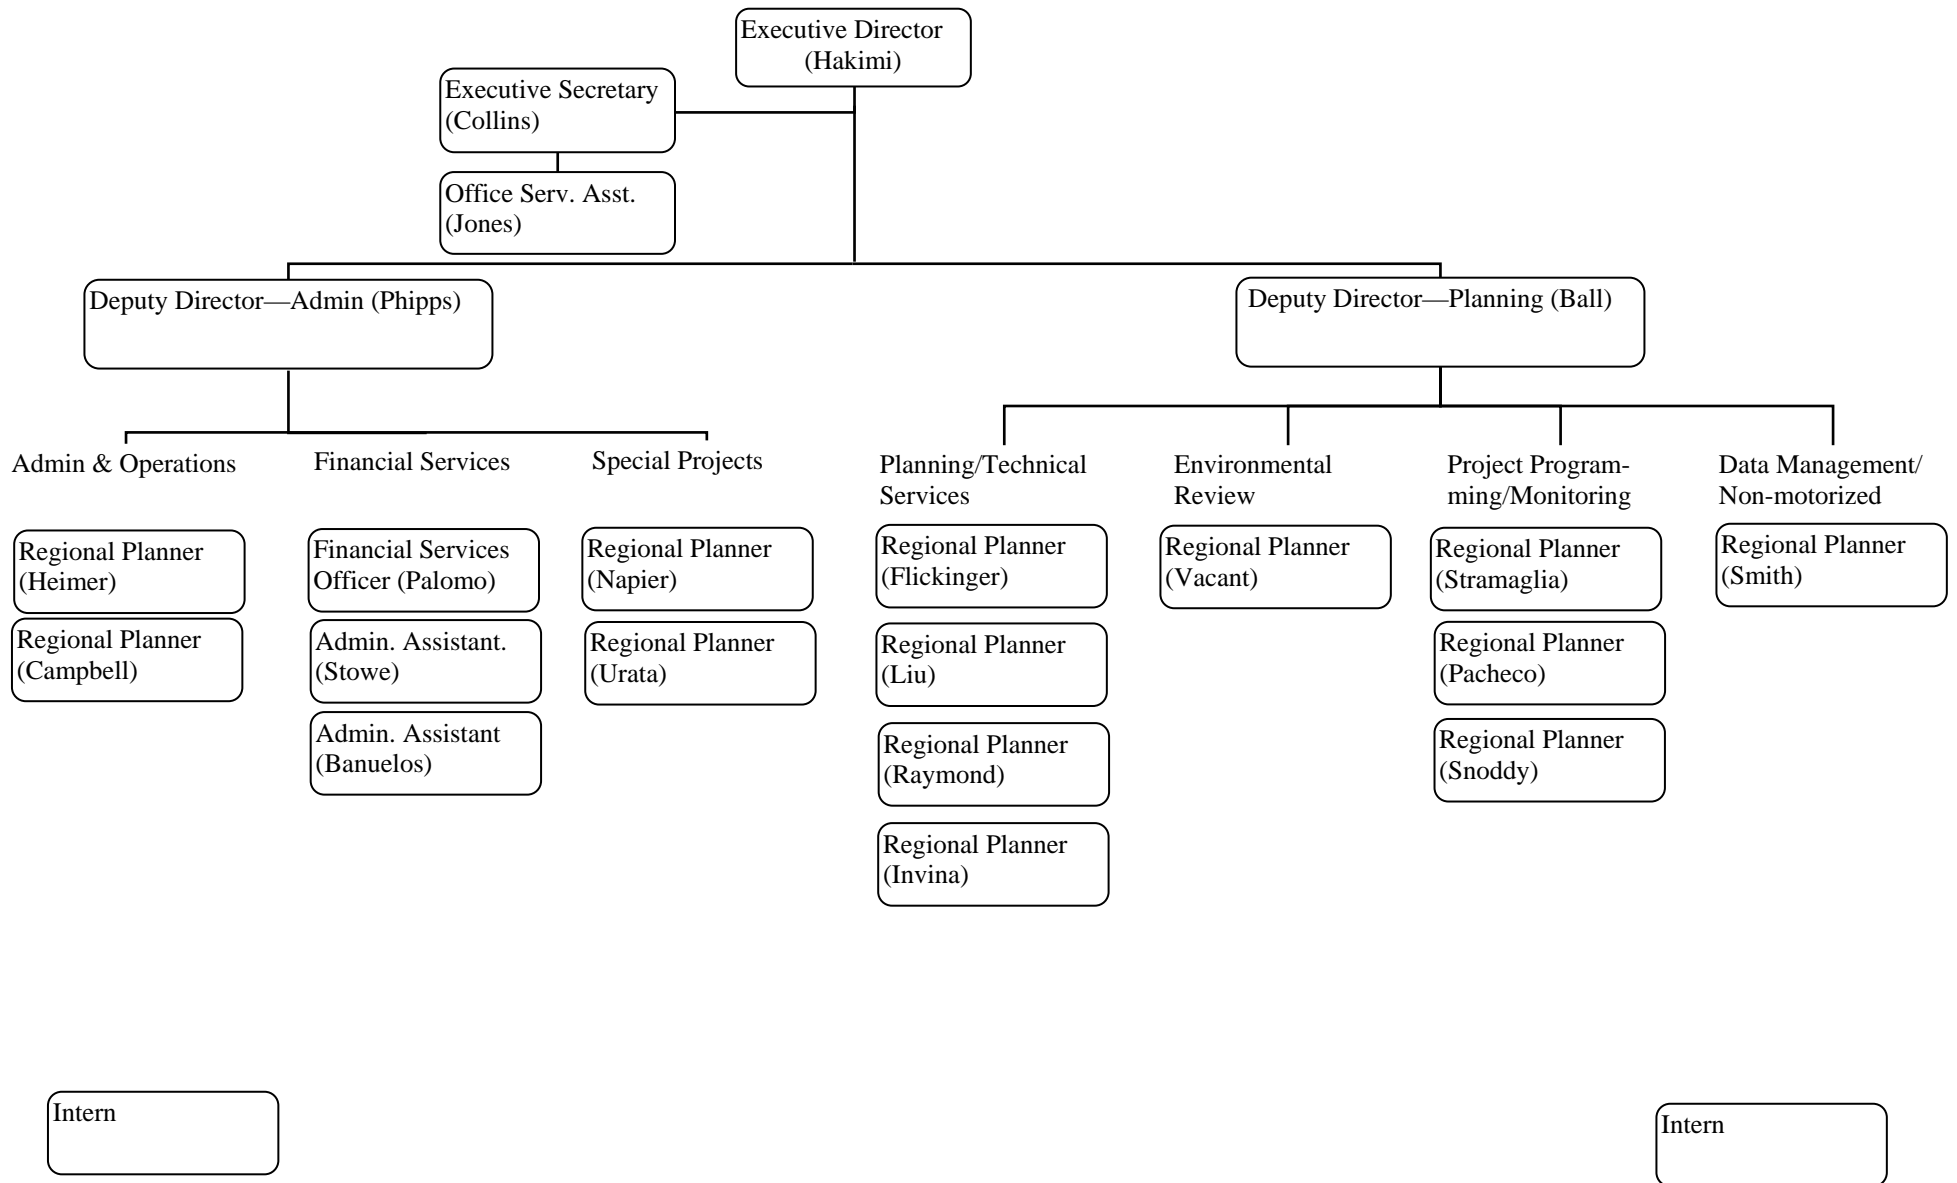 Executive Director
(Hakimi)
Executive Secretary
(Collins)
Office Serv. Asst.
(Jones)
Deputy Director—Admin (Phipps)
Deputy Director—Planning (Ball)
Admin & Operations
Regional Planner
(Heimer)
Regional Planner
(Campbell)
Financial Services
Financial Services
Officer (Palomo)
Admin. Assistant.
(Stowe)
Admin. Assistant
(Banuelos)
Special Projects
Regional Planner
(Napier)
Regional Planner
(Urata)
Planning/Technical
Services
Regional Planner
(Flickinger)
Regional Planner
(Liu)
Regional Planner
(Raymond)
Regional Planner
(Invina)
Environmental
Review
Regional Planner
(Vacant)
Project Program-
ming/Monitoring
Regional Planner
(Stramaglia)
Regional Planner
(Pacheco)
Regional Planner
(Snoddy)
Data Management/
Non-motorized
Regional Planner
(Smith)
Intern
Intern